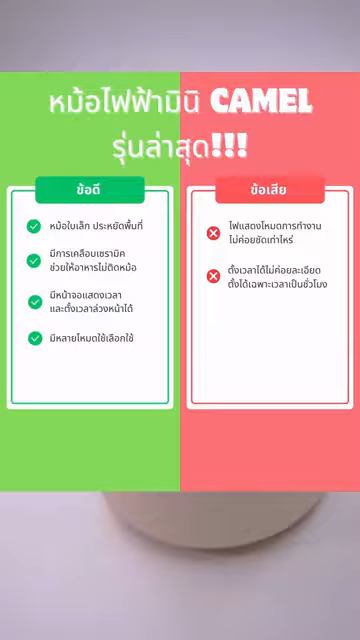 หม้อไฟฟ้ามินิ CAMEL
รุ่นล่าสุด!!!
ข้อดี
หม้อใบเล็ก ประหยัดพื้นที่
มีการเคลือบเซรามิค
ช่วยให้อาหารไม่ติดหม้อ
มีหน้าจอแสดงเวลา
และตั้งเวลาล่วงหน้าได้
มีหลายโหมดใช้เลือกใช้
ข้อเสีย
ไฟแสดงโหมดการทำงาน
ไม่ค่อยชัดเท่าไหร่
ตั้งเวลาได้ไม่ค่อยละเอียด
ตั้งได้เฉพาะเวลาเป็นชั่วโมง